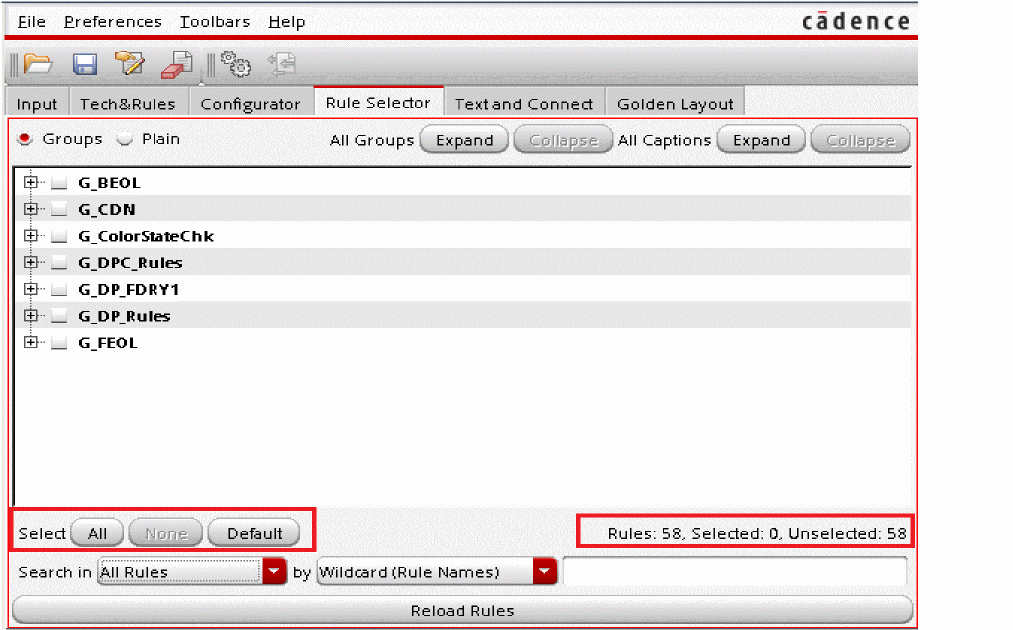 File Preferences Toolbars Help cādence
Input Tech&Rules Configurator Rule Selector Text and Connect Golden Layout
Groups Plain All Groups Expand Collapse All Captions Expand Collapse
G_BEOL
G_CDN
G_ColorStateChk
G_DPC_Rules
G_DP_FDRY1
G_DP_Rules
G_FEOL
Select All None Default Rules: 58, Selected: 0, Unselected: 58
Search in All Rules by Wildcard (Rule Names)
Reload Rules